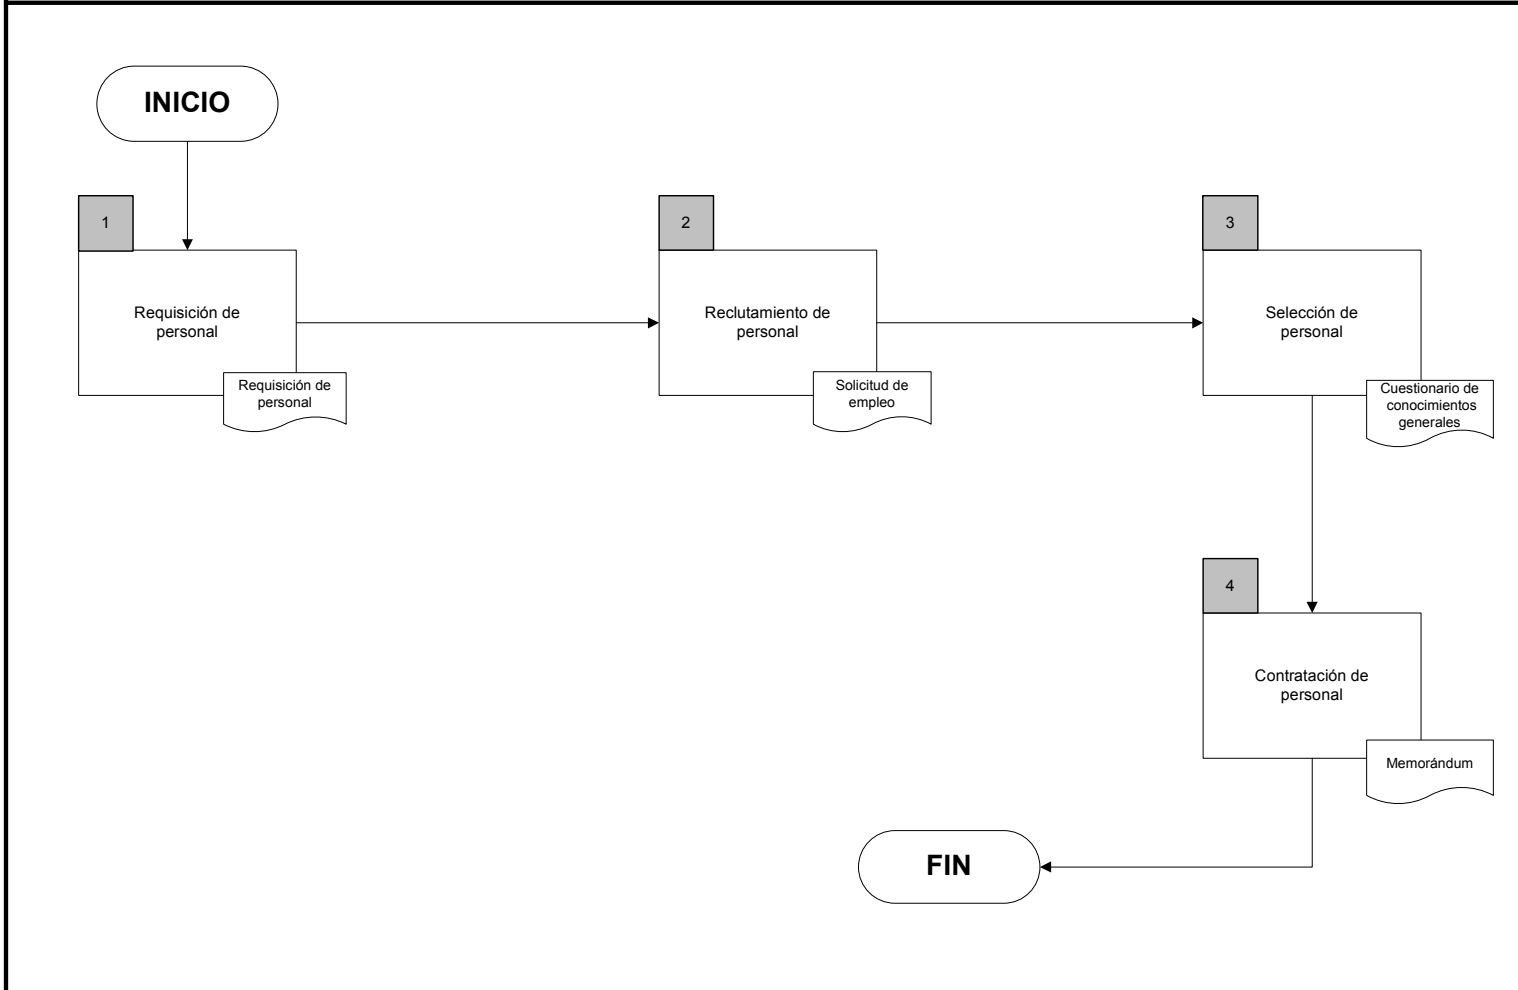 INICIO
1
Requisición de
personal
Requisición de
personal
2
Reclutamiento de
personal
Solicitud de
empleo
3
Selección de
personal
Cuestionario de
conocimientos
generales
4
Contratación de
personal
Memorándum
FIN